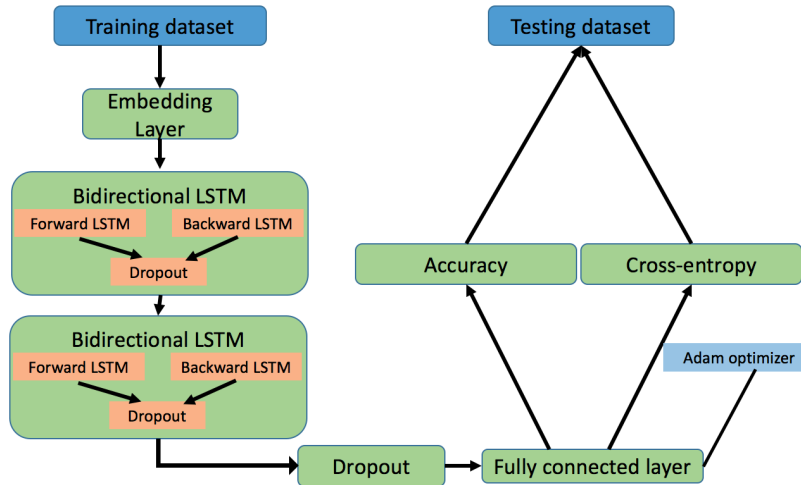 Training dataset
Embedding
Layer
Bidirectional LSTM
Forward LSTM
Backward LSTM
Dropout
Bidirectional LSTM
Forward LSTM
Backward LSTM
Dropout
Dropout
Fully connected layer
Adam optimizer
Accuracy
Cross-entropy
Testing dataset